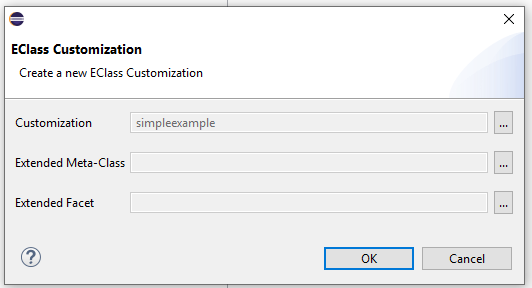 EClass Customization
Create a new EClass Customization
Customization simpleexample ...
Extended Meta-Class ...
Extended Facet ...
? OK Cancel